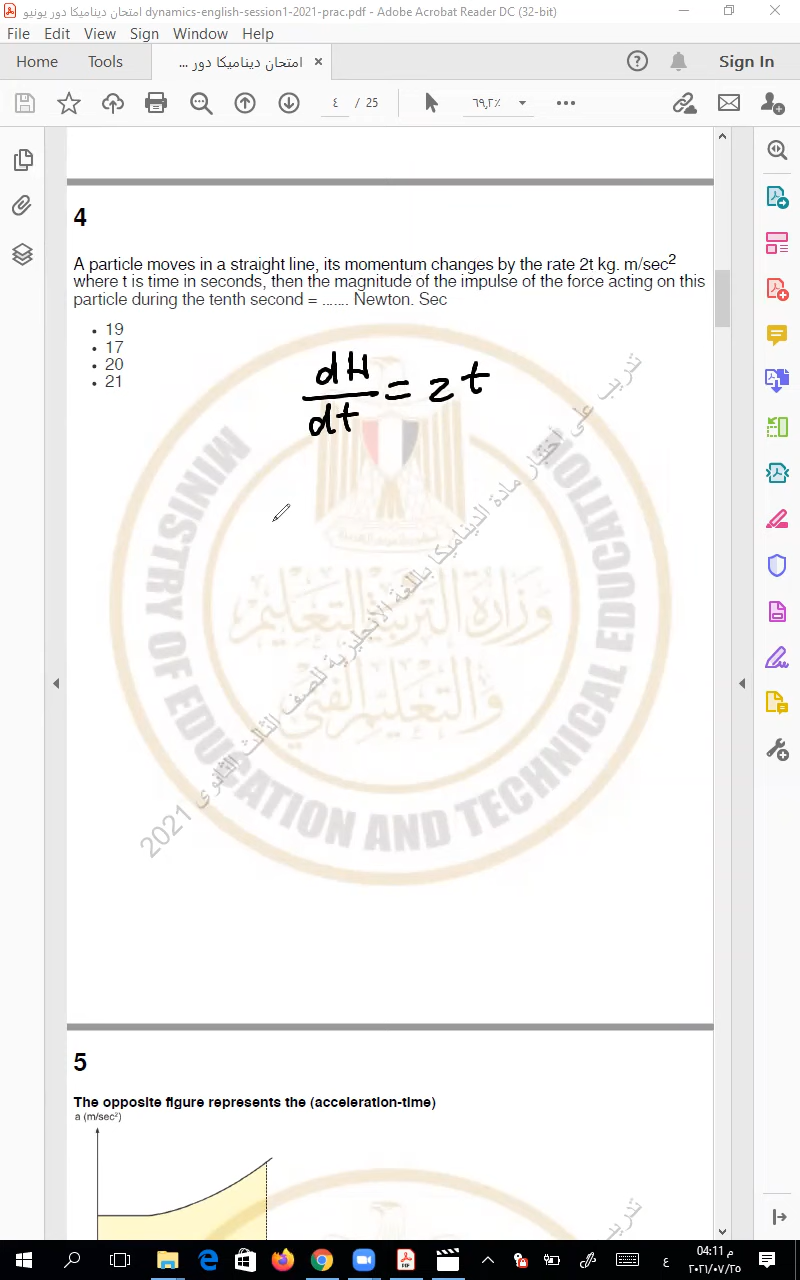 امتحان ديناميكا دور يونيو dynamics-english-session1-2021-prac.pdf - Adobe Acrobat Reader DC (32-bit)
File Edit View Sign Window Help
Home Tools امتحان ديناميكا دور ... × Sign In
٤ / 25 ٦٩,٢٪
4
A particle moves in a straight line, its momentum changes by the rate 2t kg. m/sec²
where t is time in seconds, then the magnitude of the impulse of the force acting on this
particle during the tenth second = ....... Newton. Sec
• 19
• 17
• 20
• 21
dH/dt = 2t
MINISTRY OF EDUCATION AND TECHNICAL EDUCATION
وزارة التربية والتعليم
والتعليم الفني
تدريب على اختبار مادة الديناميكا باللغة الانجليزية للصف الثالث الثانوى 2021
5
The opposite figure represents the (acceleration-time)
a (m/sec²)
04:11 م
٢٠٢١/٠٧/٢٥
ع